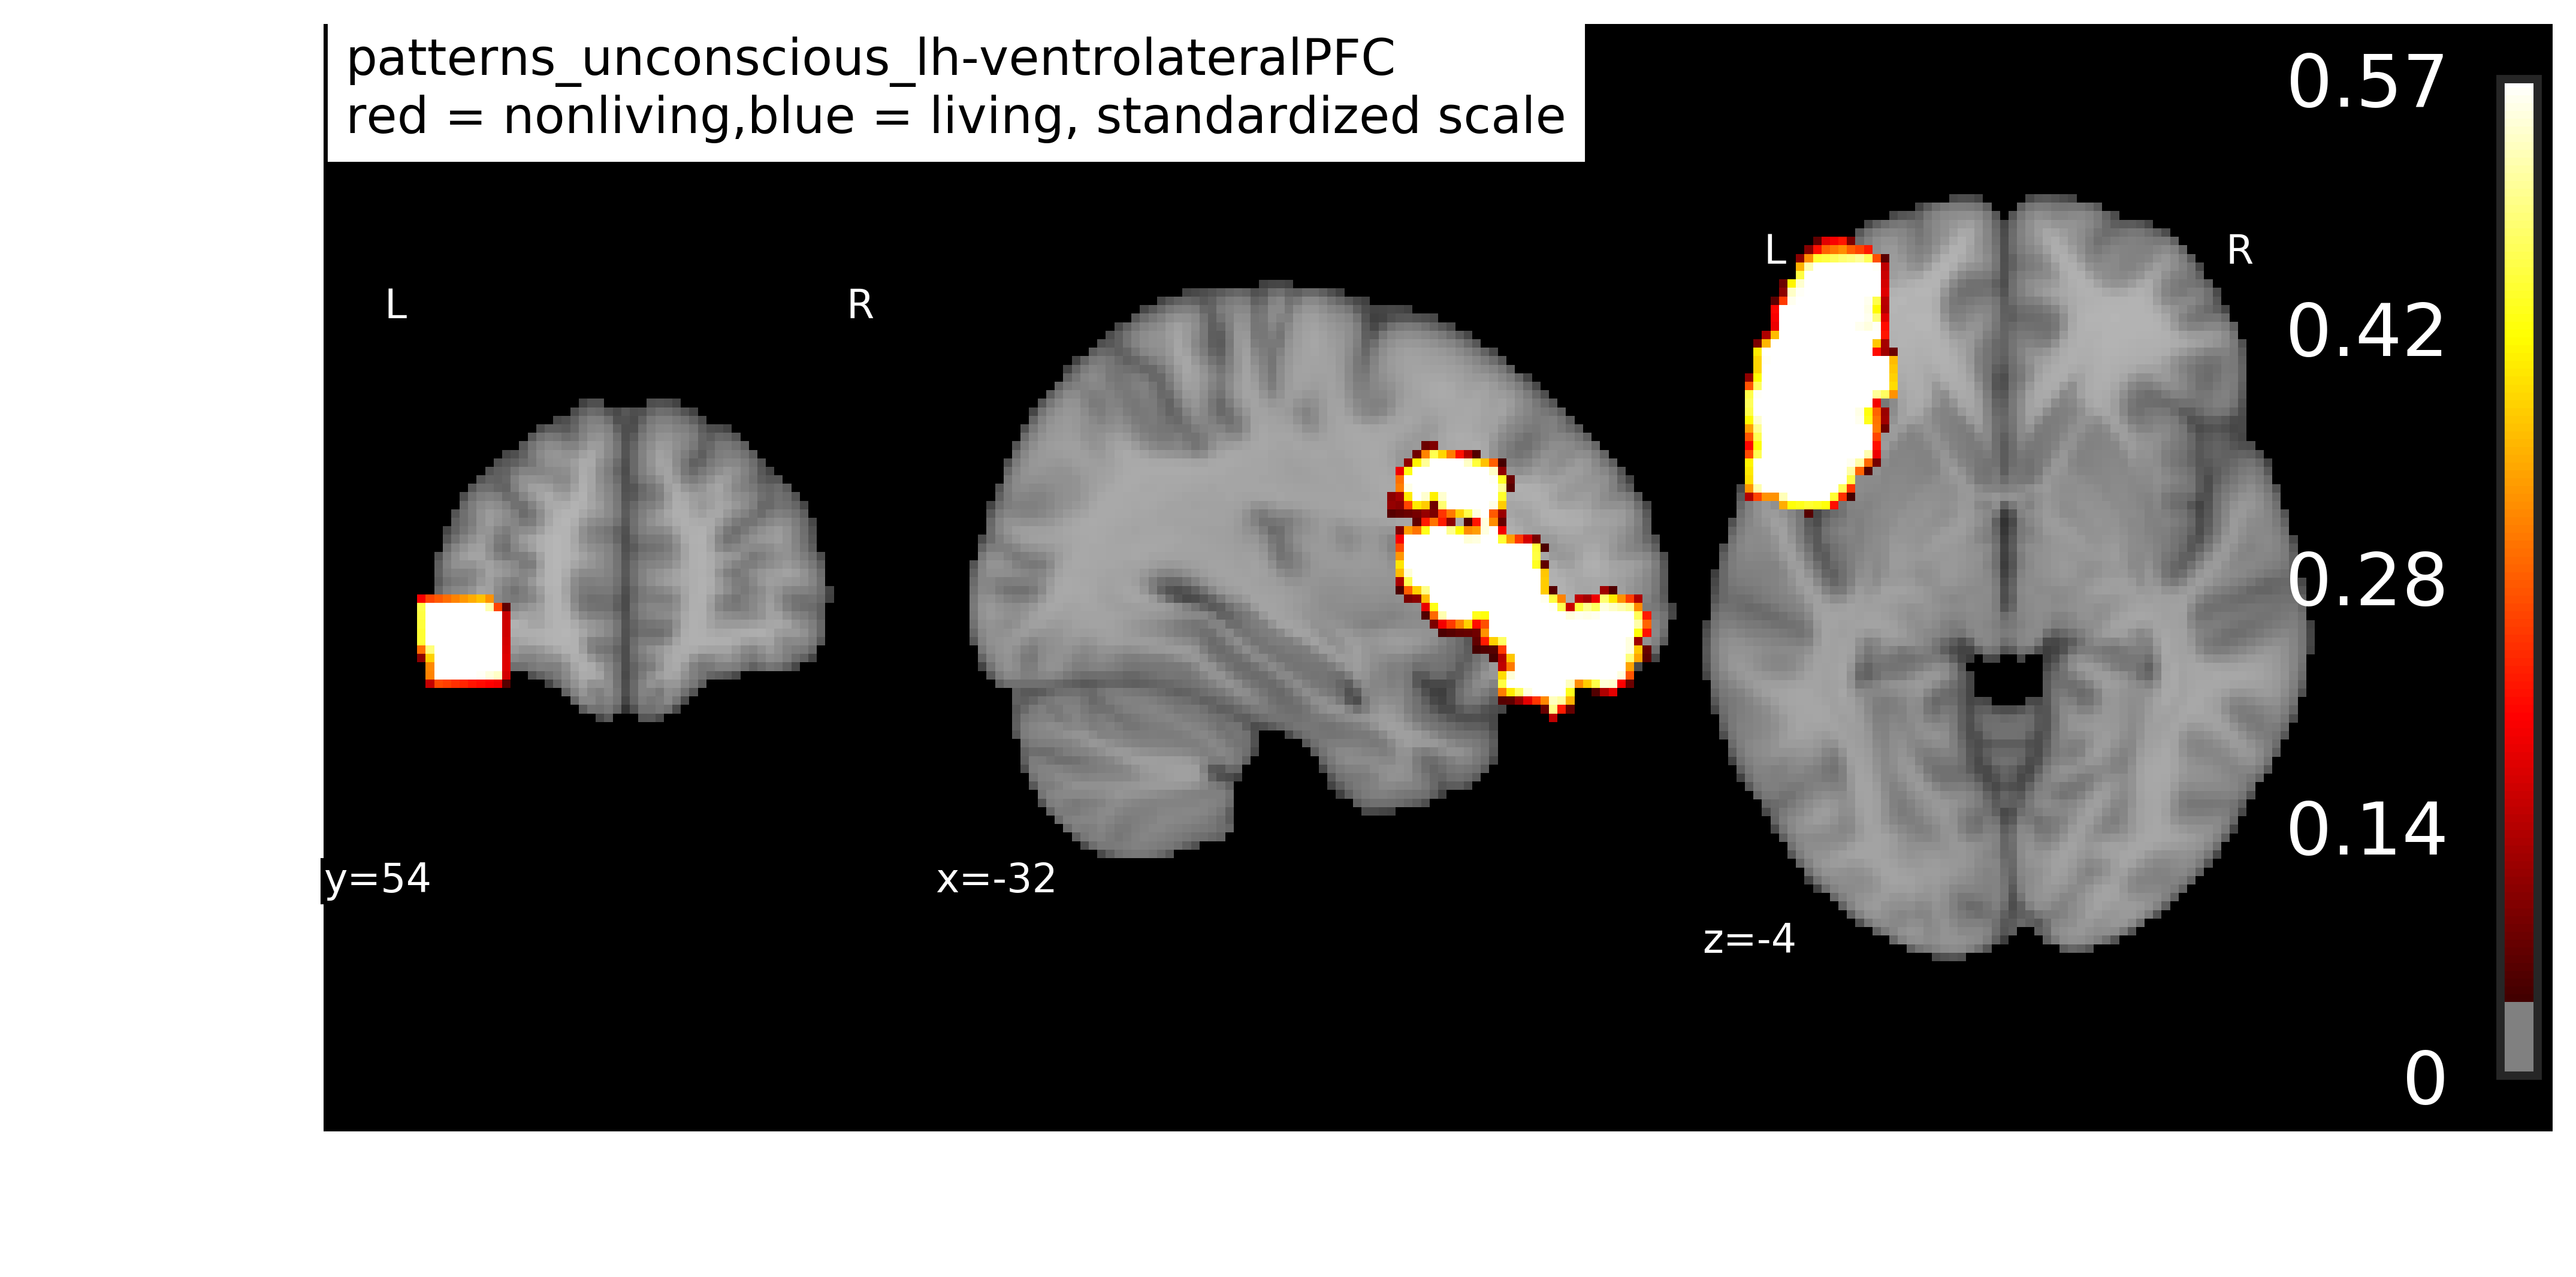 patterns_unconscious_lh-ventrolateralPFC
red = nonliving,blue = living, standardized scale
L R
L R
y=54
x=-32
z=-4
0.57
0.42
0.28
0.14
0